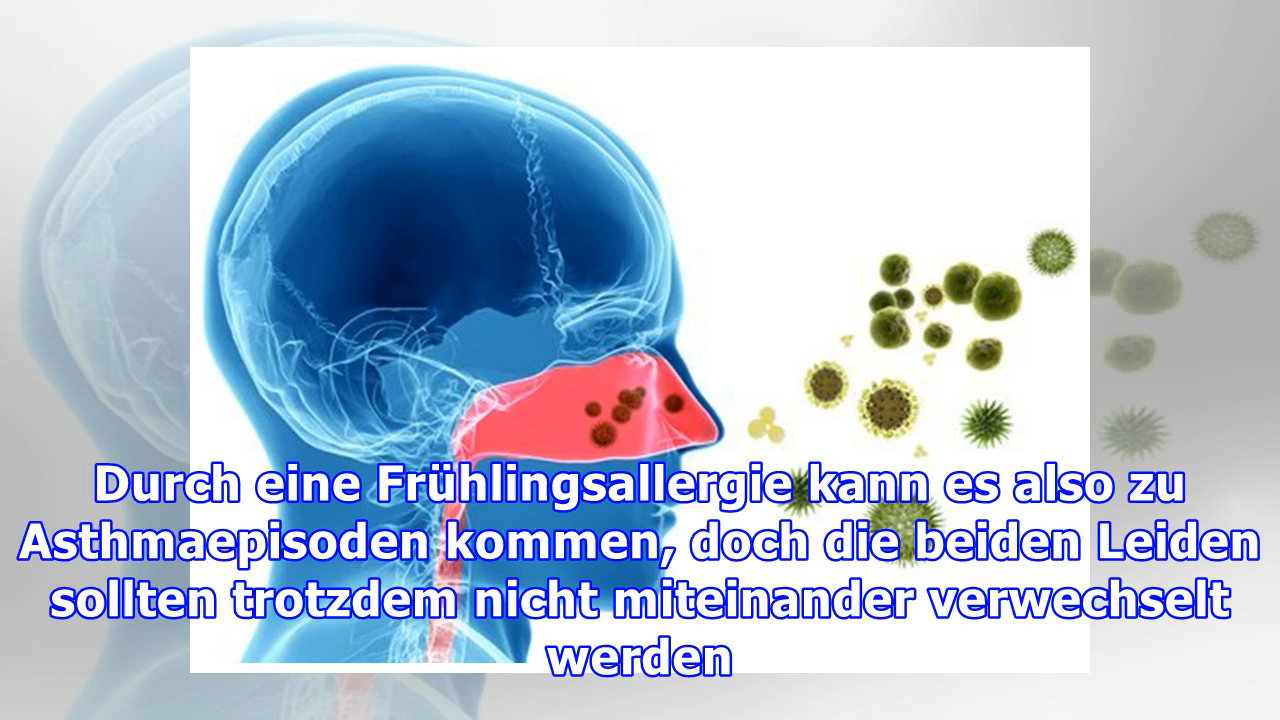 Durch eine Frühlingsallergie kann es also zu
Asthmaepisoden kommen, doch die beiden Leiden
sollten trotzdem nicht miteinander verwechselt
werden